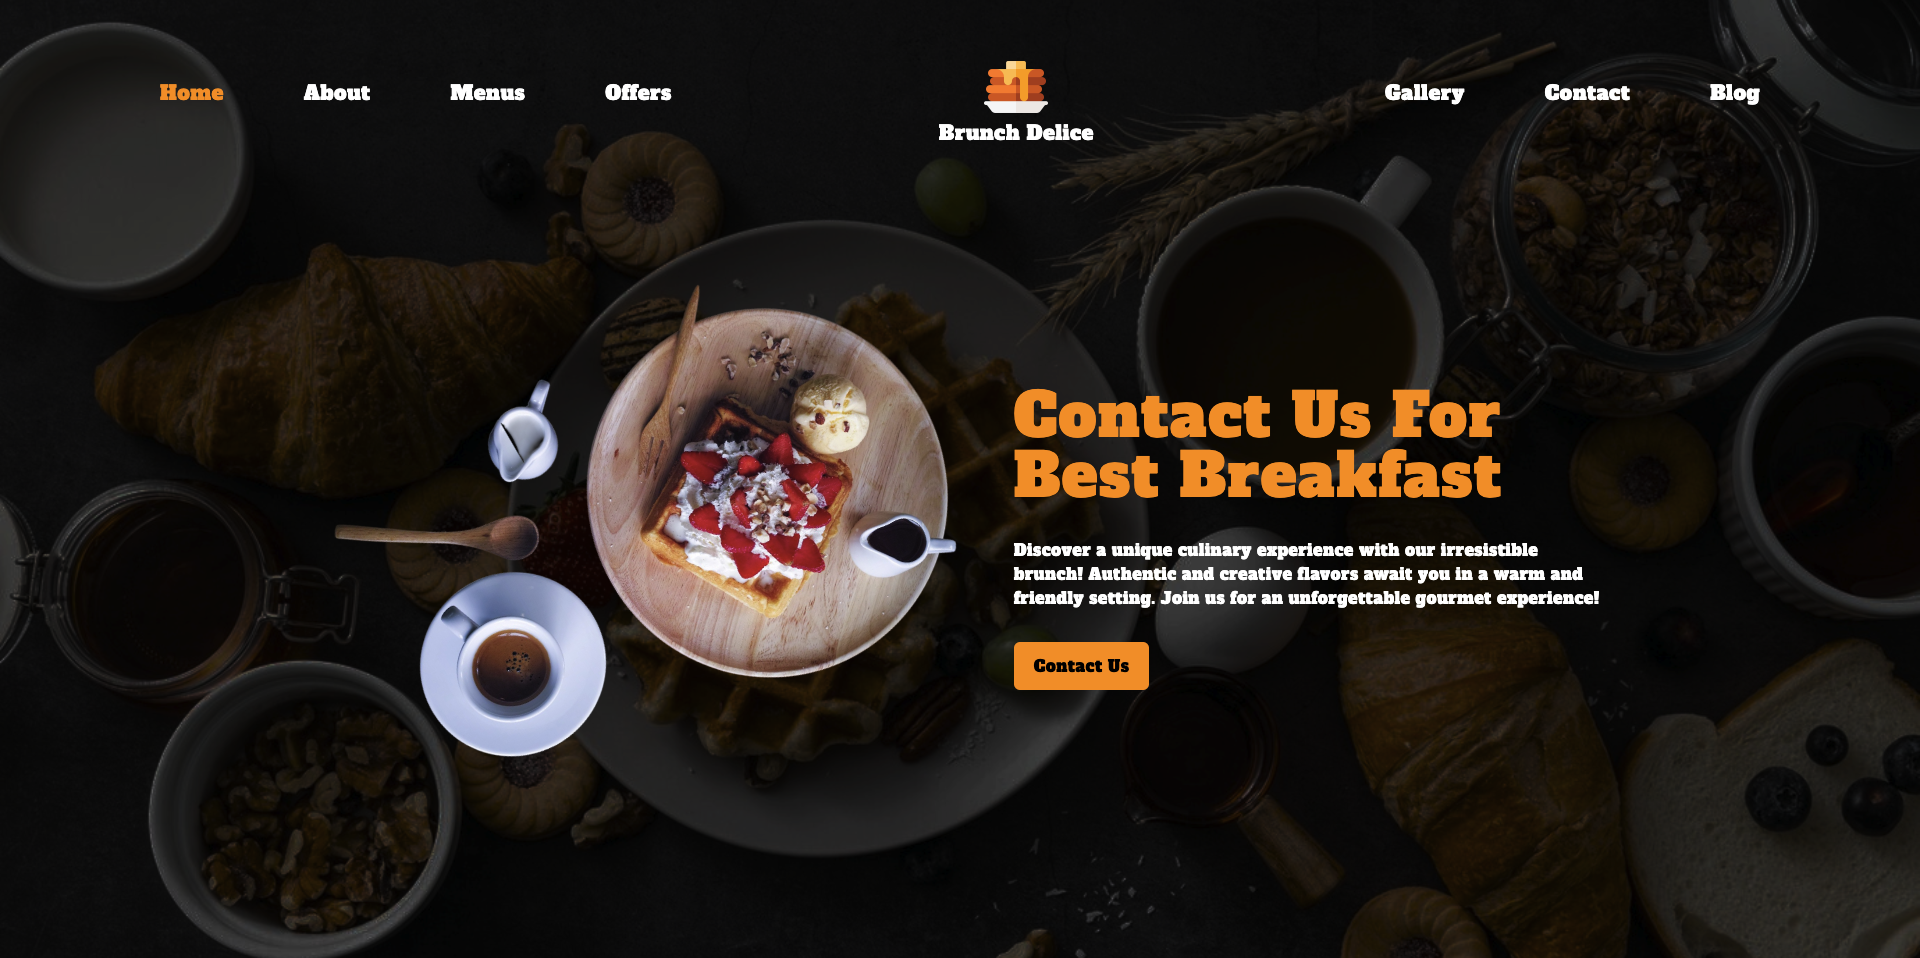 Home
About
Menus
Offers
Brunch Delice
Gallery
Contact
Blog
Contact Us For
Best Breakfast
Discover a unique culinary experience with our irresistible
brunch! Authentic and creative flavors await you in a warm and
friendly setting. Join us for an unforgettable gourmet experience!
Contact Us